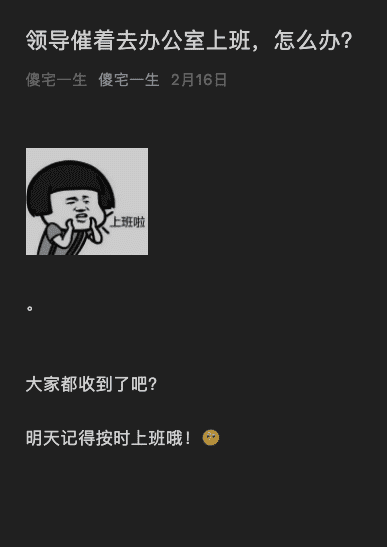 领导催着去办公室上班，怎么办？
傻宅一生 傻宅一生 2月16日
上班啦
。
大家都收到了吧？
明天记得按时上班哦！🥺